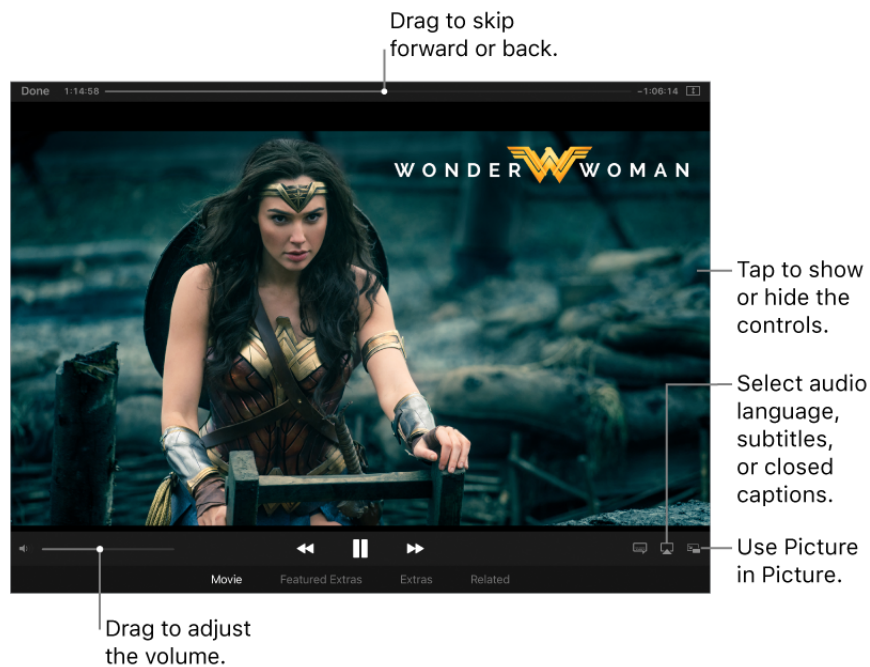 Drag to skip
forward or back.
Done 1:14:58 -1:06:14
WONDER WOMAN
Tap to show
or hide the
controls.
Select audio
language,
subtitles,
or closed
captions.
Use Picture
in Picture.
Movie Featured Extras Extras Related
Drag to adjust
the volume.